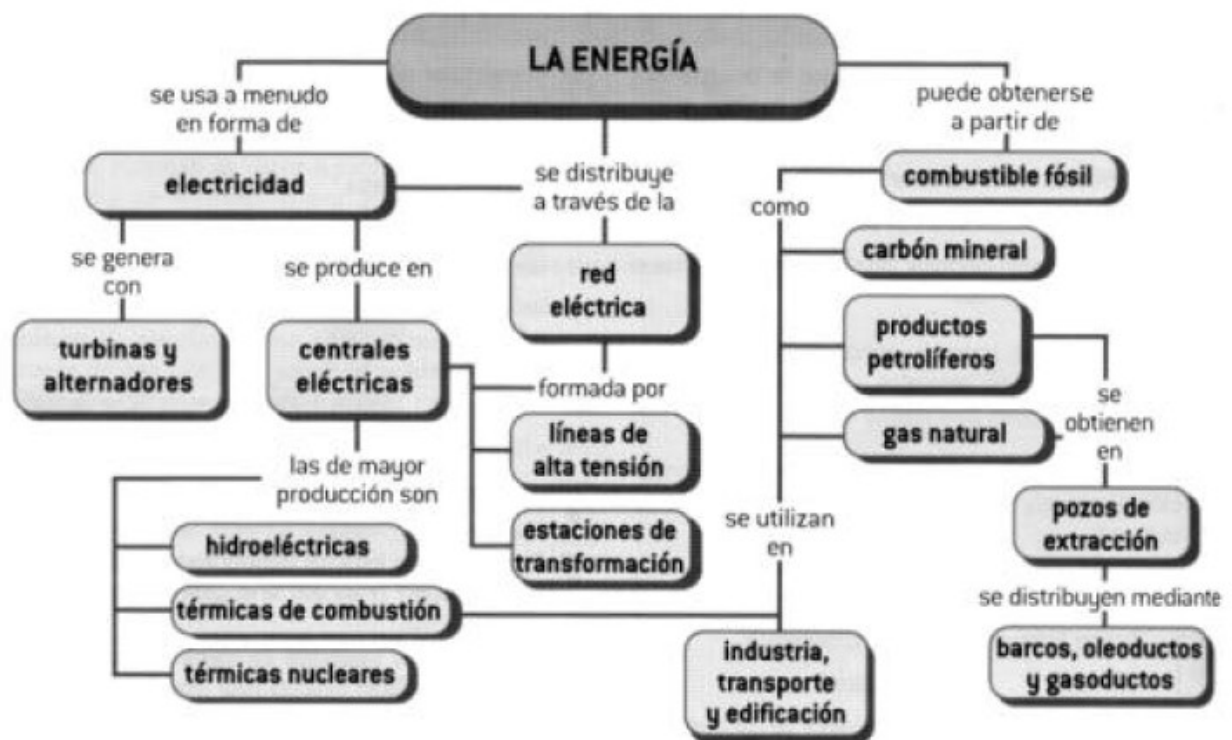 LA ENERGÍA
se usa a menudo
en forma de
electricidad
se genera
con
turbinas y
alternadores
se produce en
centrales
eléctricas
las de mayor
producción son
hidroeléctricas
térmicas de combustión
térmicas nucleares
se distribuye
a través de la
red
eléctrica
formada por
líneas de
alta tensión
estaciones de
transformación
puede obtenerse
a partir de
combustible fósil
como
carbón mineral
productos
petrolíferos
gas natural
se
obtienen
en
pozos de
extracción
se distribuyen mediante
barcos, oleoductos
y gasoductos
se utilizan
en
industria,
transporte
y edificación